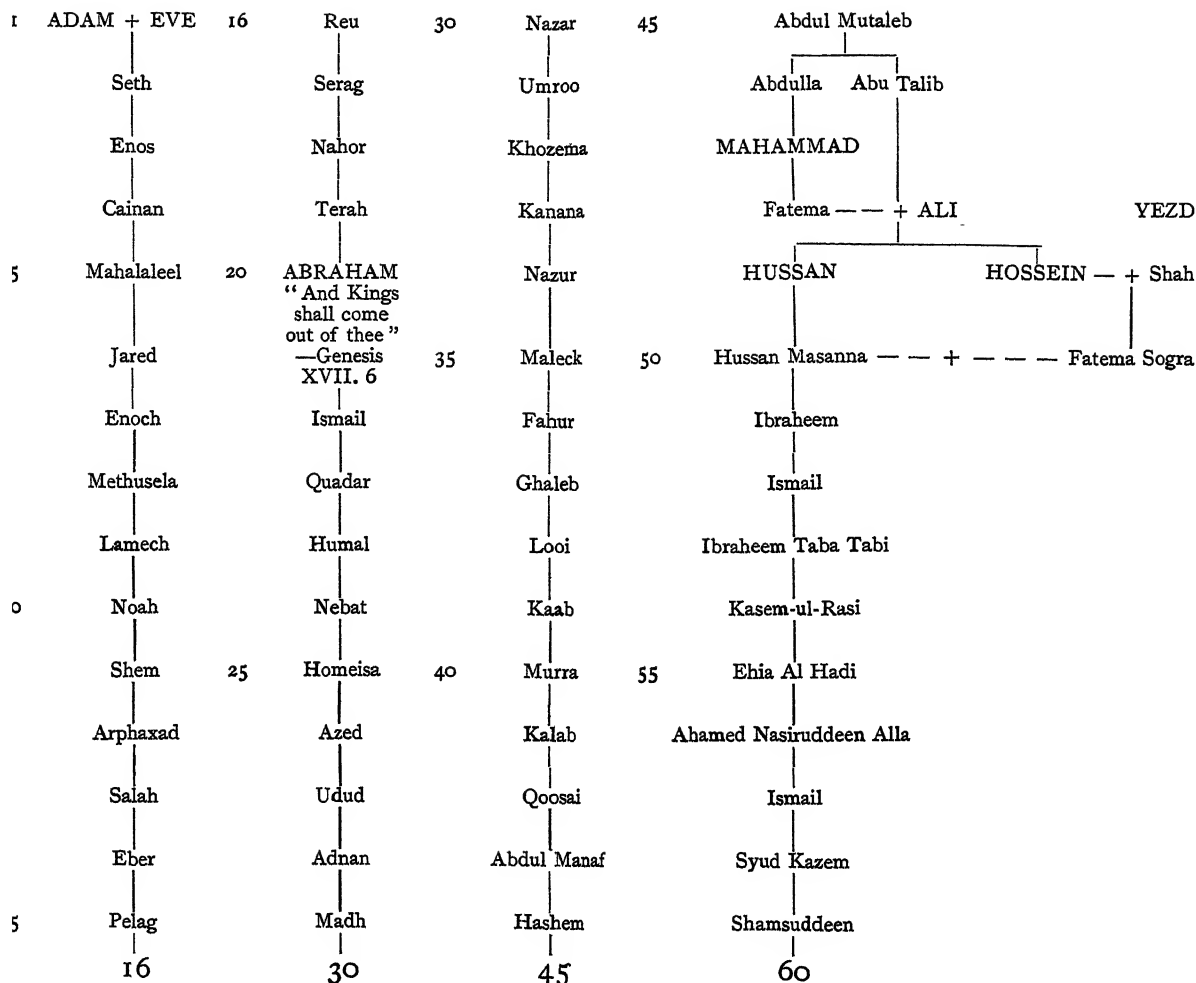 1 ADAM + EVE 16 Reu 30 Nazar 45 Abdul Mutaleb
Seth Serag Umroo Abdulla Abu Talib
Enos Nahor Khozema MAHAMMAD
Cainan Terah Kanana Fatema — — + ALI YEZD
5 Mahalaleel 20 ABRAHAM Nazur HUSSAN HOSSEIN — + Shah
“And Kings
shall come
out of thee”
Jared —Genesis 35 Maleck 50 Hussan Masanna — — — + — — — — Fatema Sogra
XVII. 6
Enoch Ismail Fahur Ibraheem
Methusela Quadar Ghaleb Ismail
Lamech Humal Looi Ibraheem Taba Tabi
0 Noah Nebat Kaab Kasem-ul-Rasi
Shem 25 Homeisa 40 Murra 55 Ehia Al Hadi
Arphaxad Azed Kalab Ahamed Nasiruddeen Alla
Salah Udud Qoosai Ismail
Eber Adnan Abdul Manaf Syud Kazem
5 Pelag Madh Hashem Shamsuddeen
16 30 45 60